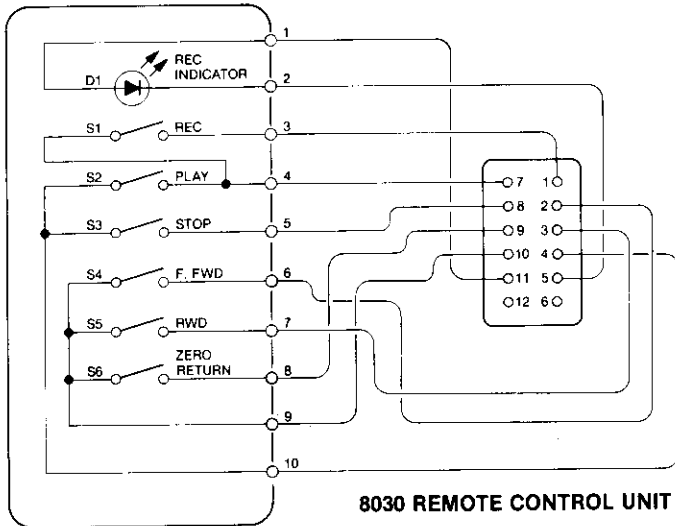 1
REC
INDICATOR
D1
2
S1
REC
3
S2
PLAY
4
S3
STOP
5
S4
F. FWD
6
S5
RWD
7
ZERO
S6
RETURN
8
9
10
7 1
8 2
9 3
10 4
11 5
12 6
8030 REMOTE CONTROL UNIT